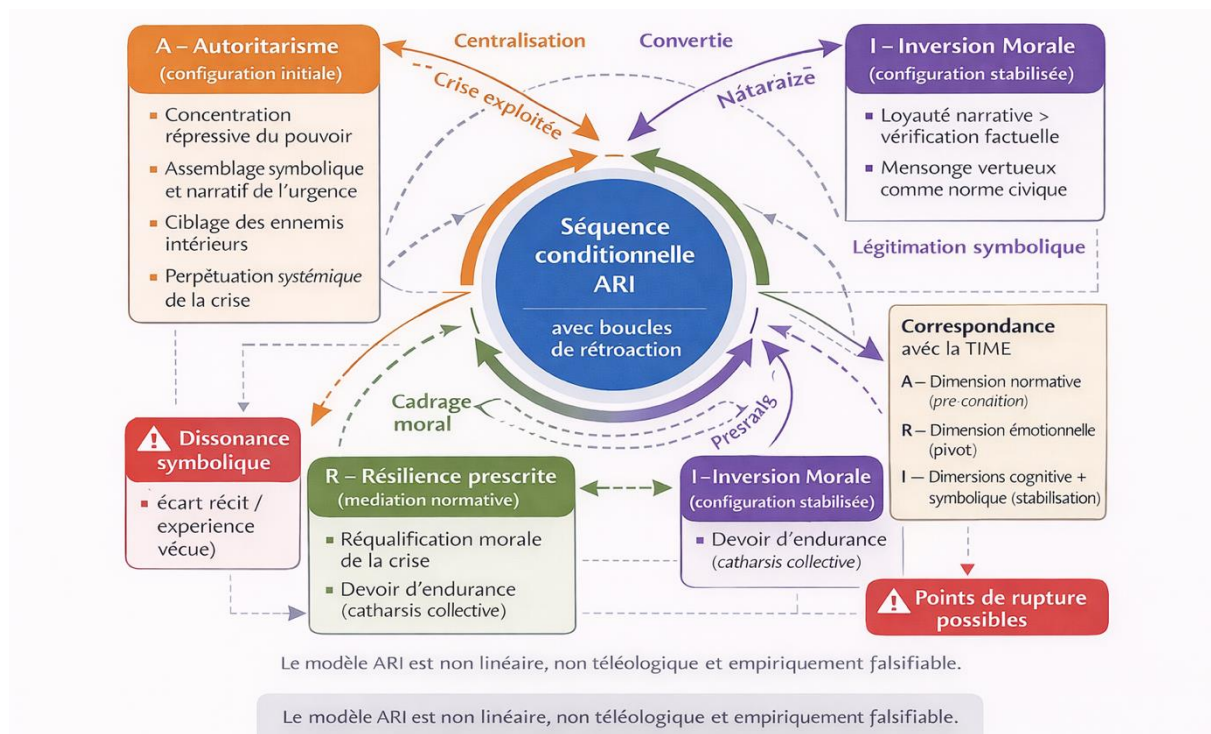 A – Autoritarisme
(configuration initiale)
Concentration
répressive du pouvoir
Assemblage symbolique
et narratif de l'urgence
Ciblage des ennemis
intérieurs
Perpėtuation systémique
de la crise
Centralisation
Convertie
Crise exploitée
Nátaraize
I – Inversion Morale
(configuration stabilisée)
Loyauté narrative >
vérification factuelle
Mensonge vertueux
comme norme civique
Séquence
conditionnelle
ARI
avec boucles
de rétroaction
Légitimation symbolique
Correspondance
avéc la TIME
A – Dimension normative
(pre-condition)
R – Dimension émotionnelle
(pivot)
I — Dimensions cognitive +
symbolique (stabilisation)
Cadrage
moral
Presraalg
Dissonance
symbolique
écart récit /
experience
vécue)
R – Résilience prescrite
(mediation normative)
Réqualification morale
de la crise
Devoir d'endurance
(catharsis collective)
I –Inversion Morale
(configuration stabilisée)
Devoir d'endurance
(catharsis collective)
Points de rupture
possibles
Le modèle ARI est non linéaire, non téléologique et empiriquement falsifiable.
Le modèle ARI est non linéaire, non téléologique et empiriquement falsifiable.